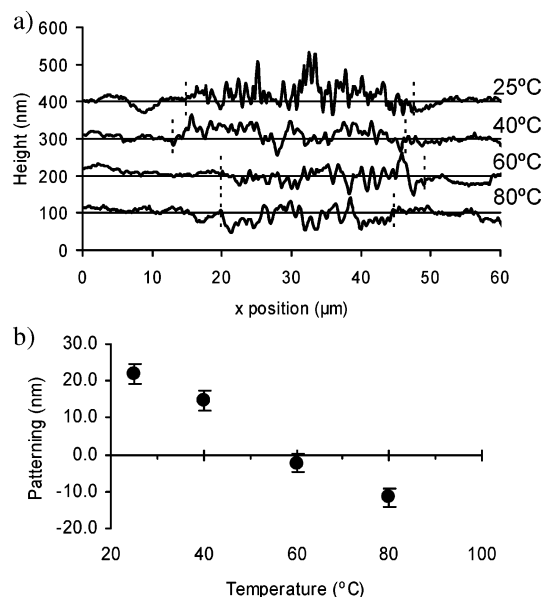 a)
600
500
400
300
200
100
0
Height (nm)
25ºC
40ºC
60ºC
80ºC
0 10 20 30 40 50 60
x position (µm)
b)
30.0
20.0
10.0
0.0
-10.0
-20.0
Patterning (nm)
20 40 60 80 100
Temperature (ºC)